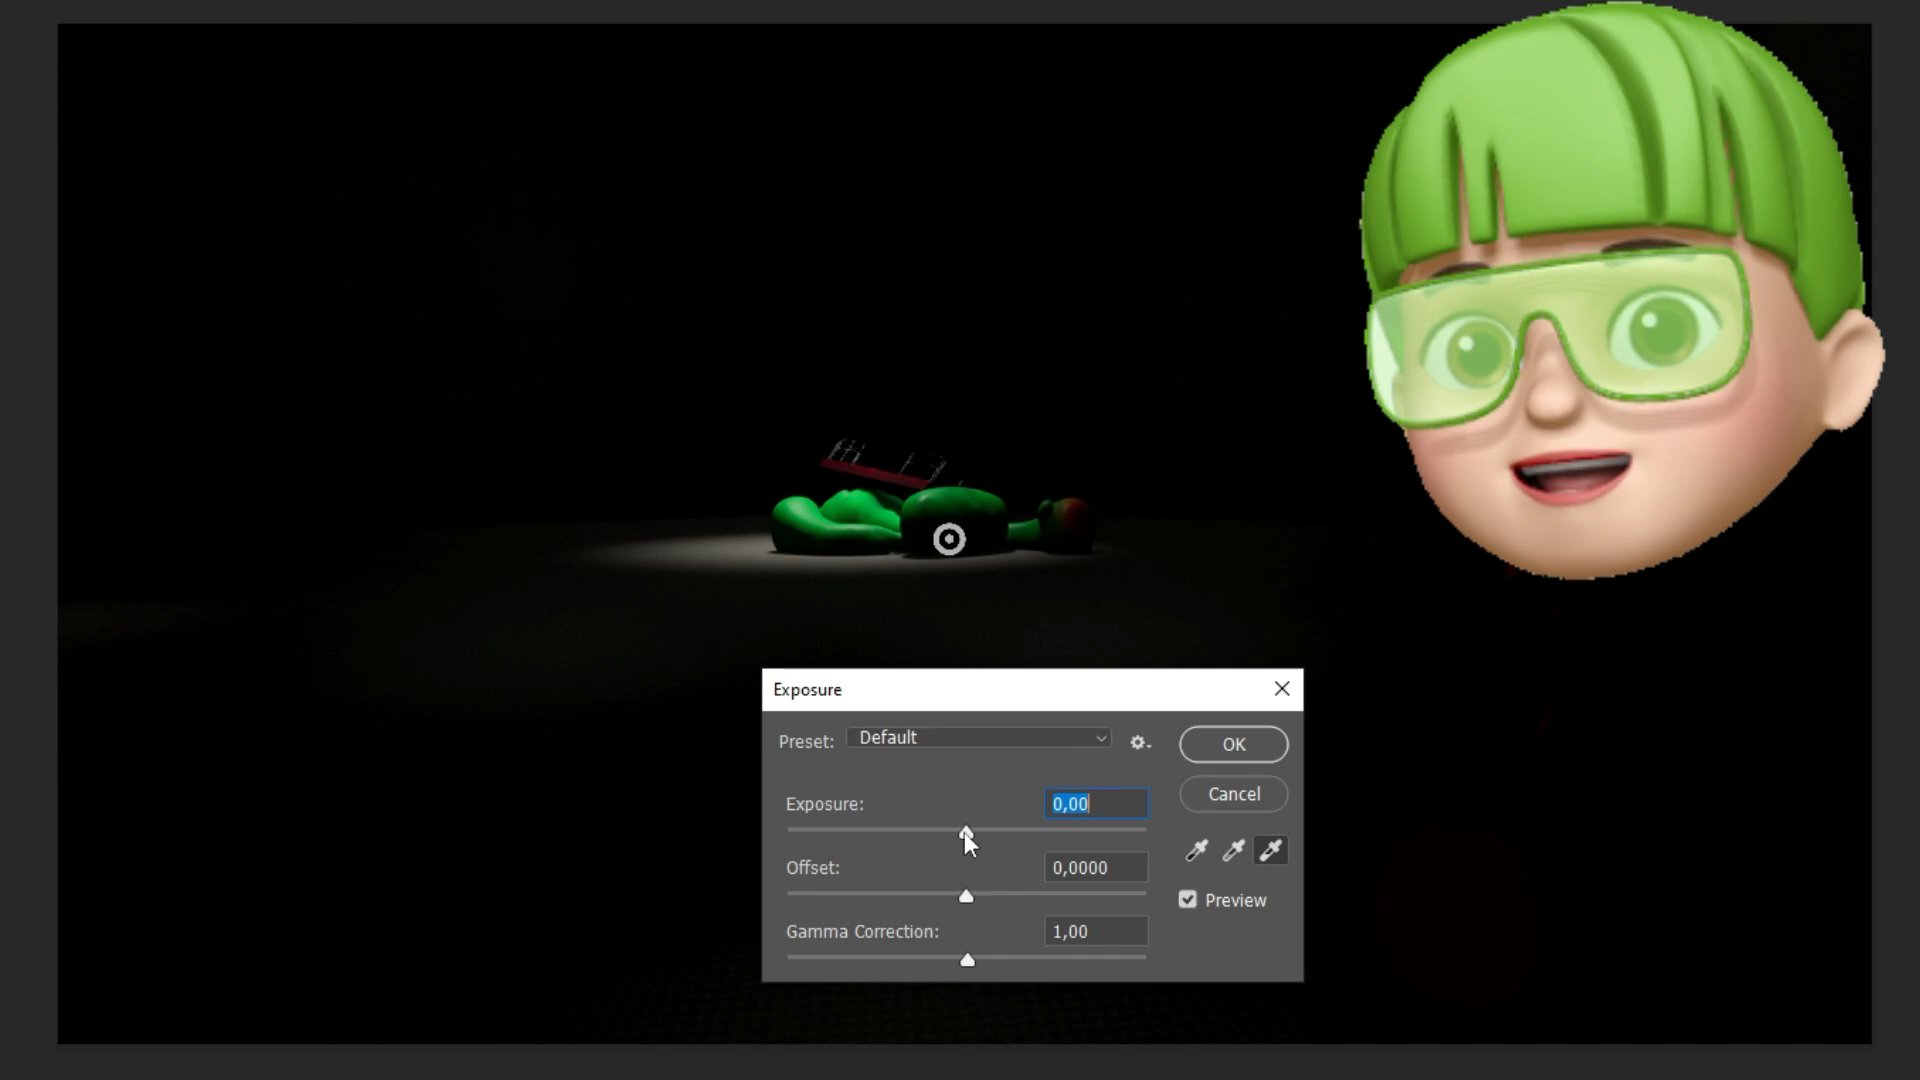 Exposure
Preset: Default
OK
Exposure: 0,00
Cancel
Offset: 0,0000
Preview
Gamma Correction: 1,00